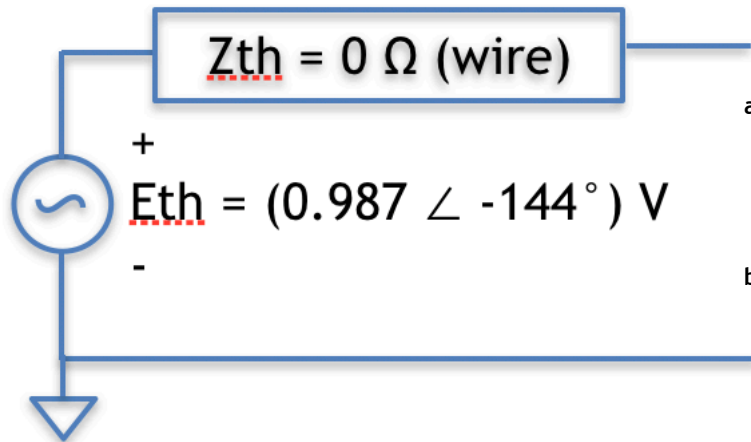 Zth = 0 Ω (wire)
a
+
Eth = (0.987 ∠ -144°) V
-
b